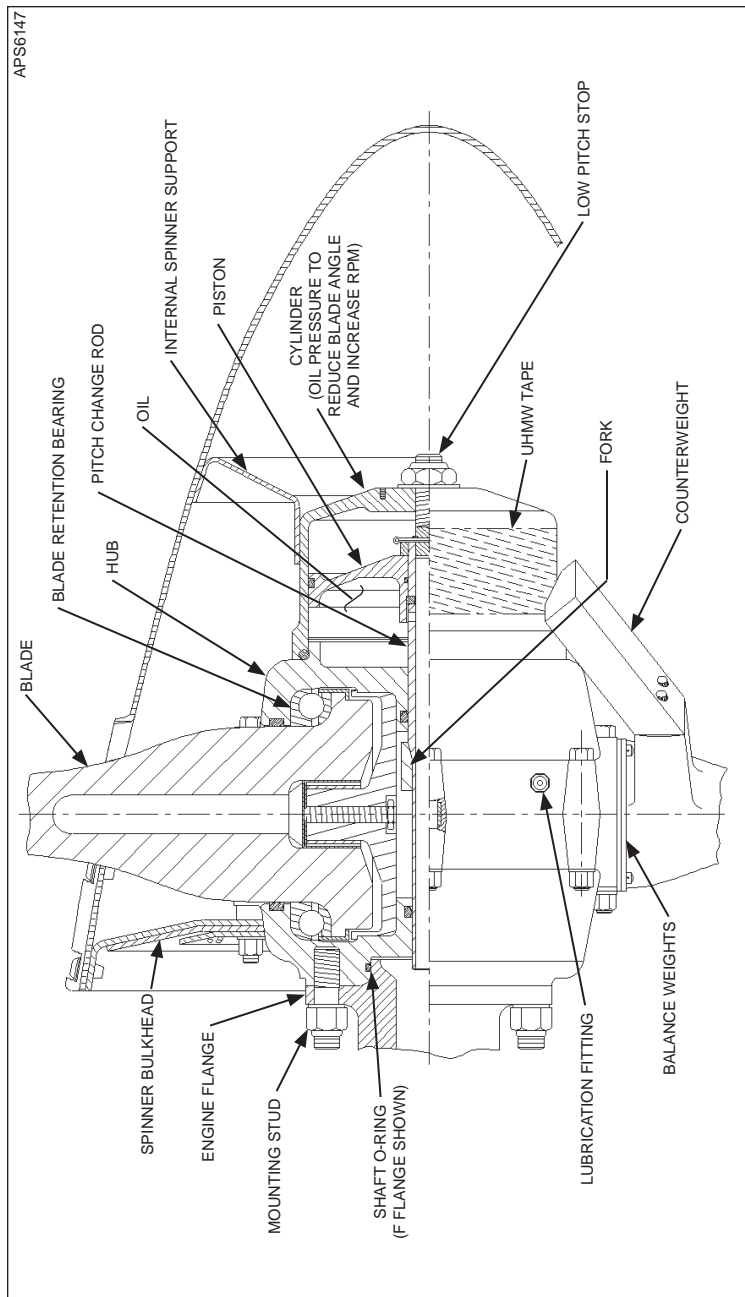 APS6147
BLADE
HUB
BLADE RETENTION BEARING
PITCH CHANGE ROD
OIL
INTERNAL SPINNER SUPPORT
PISTON
CYLINDER
(OIL PRESSURE TO
REDUCE BLADE ANGLE
AND INCREASE RPM)
LOW PITCH STOP
UHMW TAPE
FORK
COUNTERWEIGHT
SPINNER BULKHEAD
ENGINE FLANGE
MOUNTING STUD
SHAFT O-RING
(F FLANGE SHOWN)
LUBRICATION FITTING
BALANCE WEIGHTS